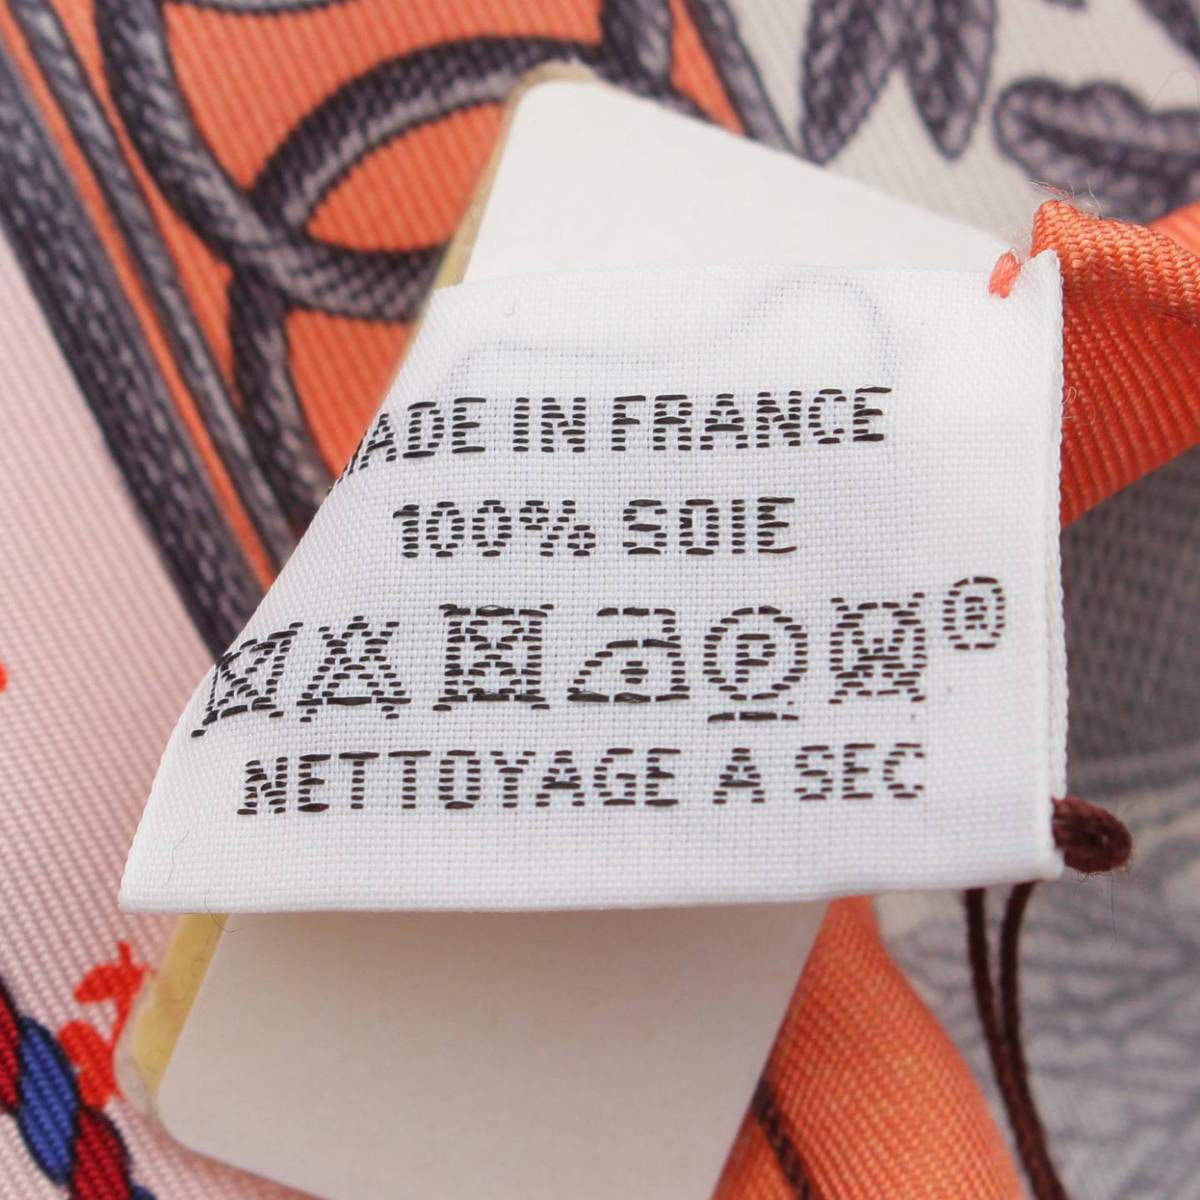 MADE IN FRANCE
100% SOIE
P W ®
NETTOYAGE A SEC